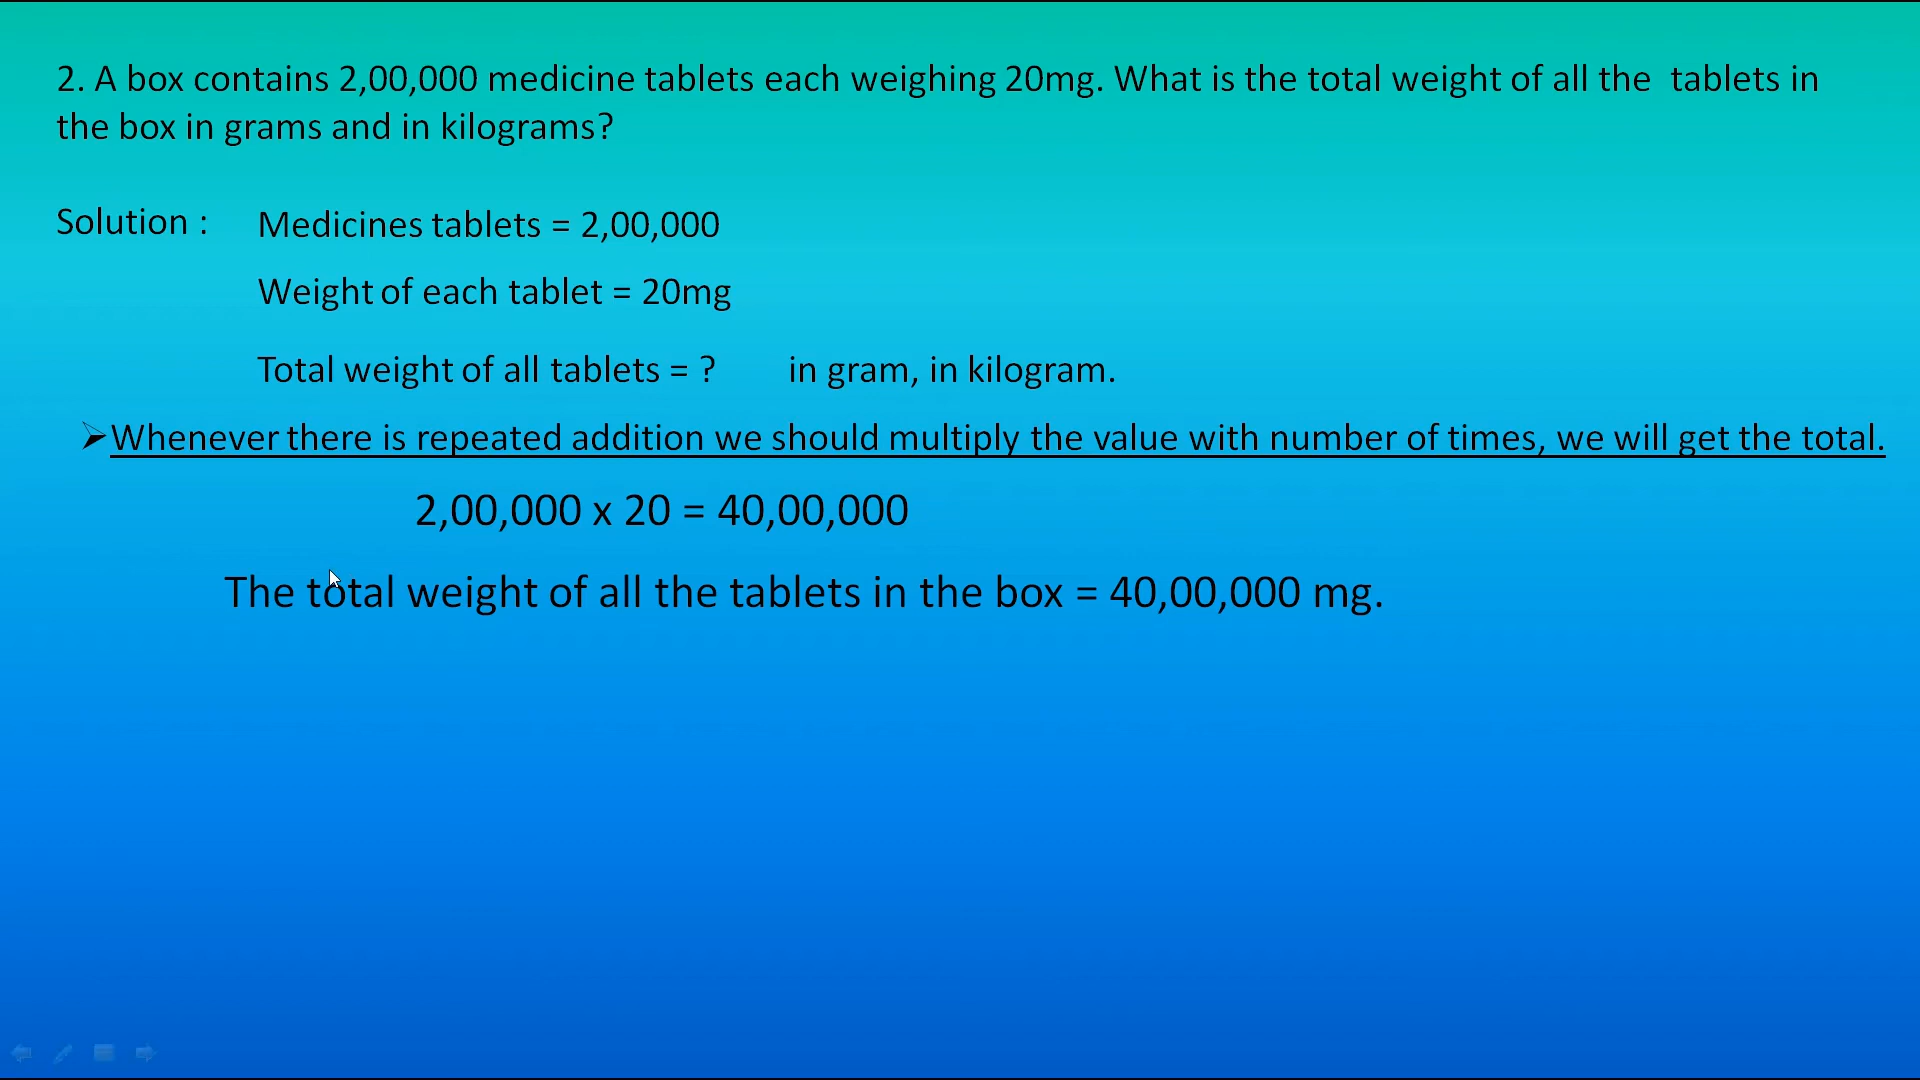 2. A box contains 2,00,000 medicine tablets each weighing 20mg. What is the total weight of all the tablets in
the box in grams and in kilograms?
Solution : Medicines tablets = 2,00,000
Weight of each tablet = 20mg
Total weight of all tablets = ? in gram, in kilogram.
➢Whenever there is repeated addition we should multiply the value with number of times, we will get the total.
2,00,000 x 20 = 40,00,000
The total weight of all the tablets in the box = 40,00,000 mg.